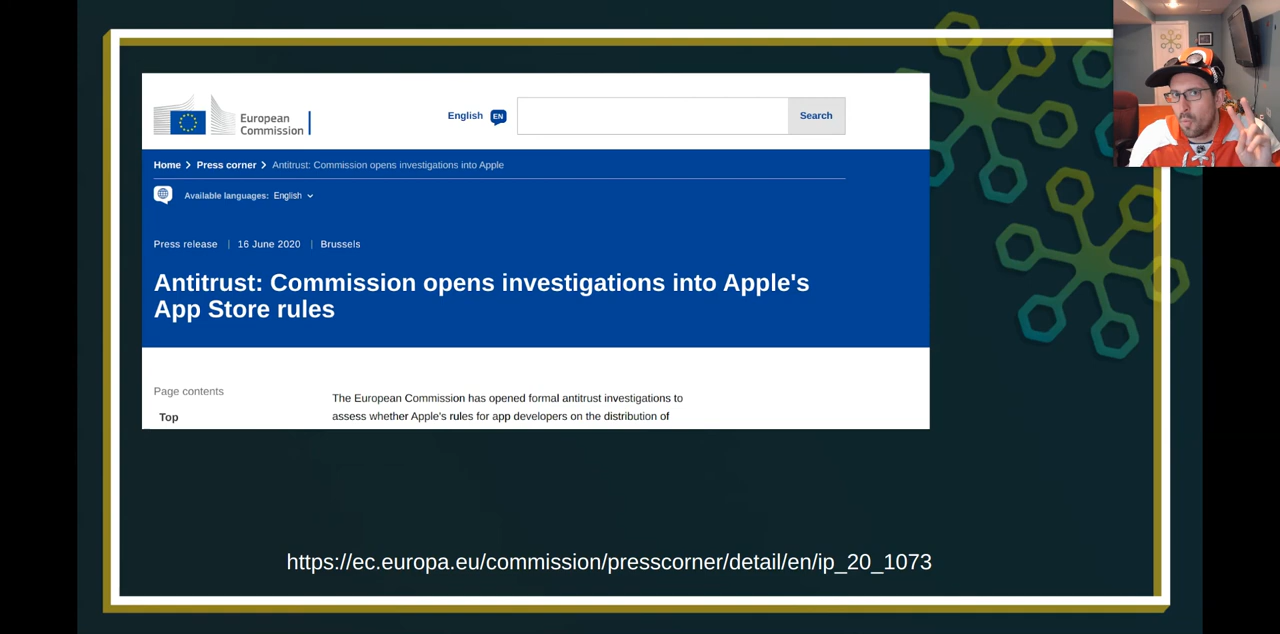 European
Commission
English EN
Search
Home Press corner Antitrust: Commission opens investigations into Apple
Available languages: English
Press release | 16 June 2020 | Brussels
Antitrust: Commission opens investigations into Apple's
App Store rules
Page contents
Top
The European Commission has opened formal antitrust investigations to
assess whether Apple's rules for app developers on the distribution of
https://ec.europa.eu/commission/presscorner/detail/en/ip_20_1073